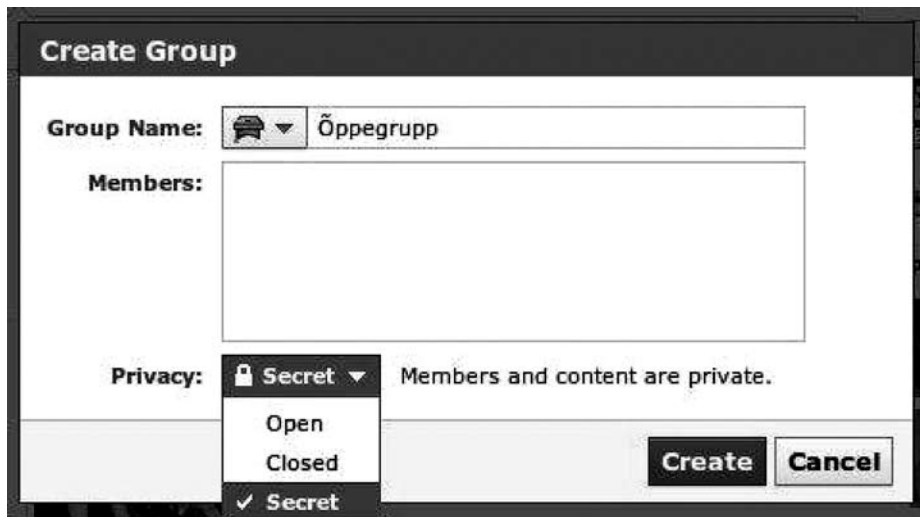 Create Group
Group Name: Õppegrupp
Members:
Privacy: Secret Members and content are private.
Open
Closed
Secret
Create Cancel